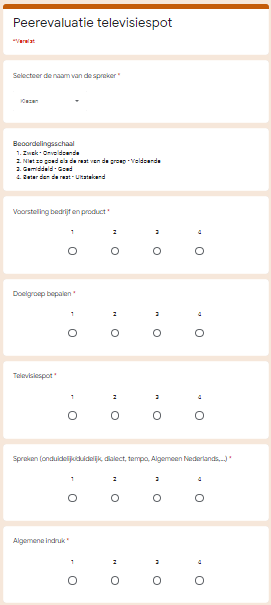 Peerevaluatie televisiespot
*Vereist
Selecteer de naam van de spreker *
Kiezen
Beoordelingsschaal
1. Zwak - Onvoldoende
2. Niet zo goed als de rest van de groep - Voldoende
3. Gemiddeld - Goed
4. Beter dan de rest - Uitstekend
Voorstelling bedrijf en product *
1 2 3 4
Doelgroep bepalen *
1 2 3 4
Televisiespot *
1 2 3 4
Spreken (onduidelijk/duidelijk, dialect, tempo, Algemeen Nederlands,...) *
1 2 3 4
Algemene indruk *
1 2 3 4